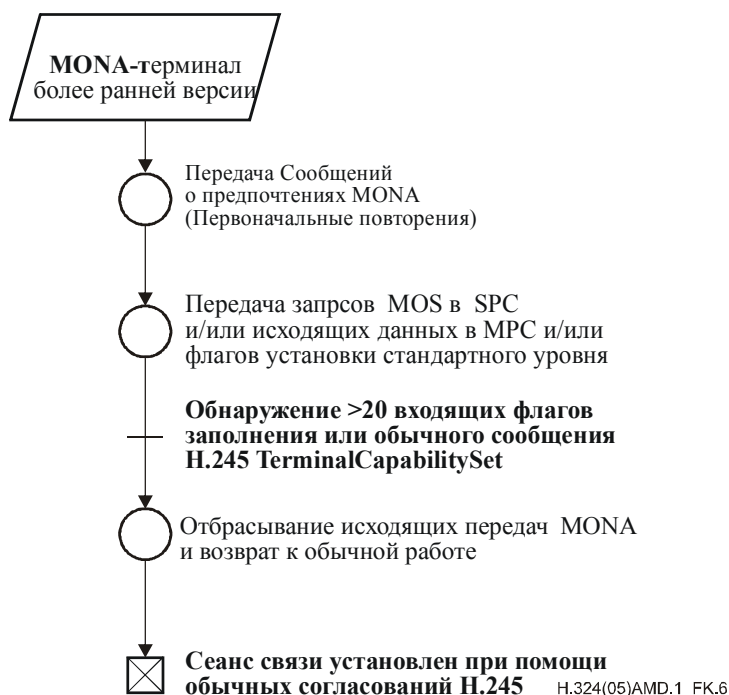 MONA-терминал
более ранней версии
Передача Сообщений
о предпочтениях MONA
(Первоначальные повторения)
Передача запрсов MOS в SPC
и/или исходящих данных в MPC и/или
флагов установки стандартного уровня
Обнаружение >20 входящих флагов
заполнения или обычного сообщения
H.245 TerminalCapabilitySet
Отбрасывание исходящих передач MONA
и возврат к обычной работе
Сеанс связи установлен при помощи
обычных согласований H.245
H.324(05)AMD.1_FK.6